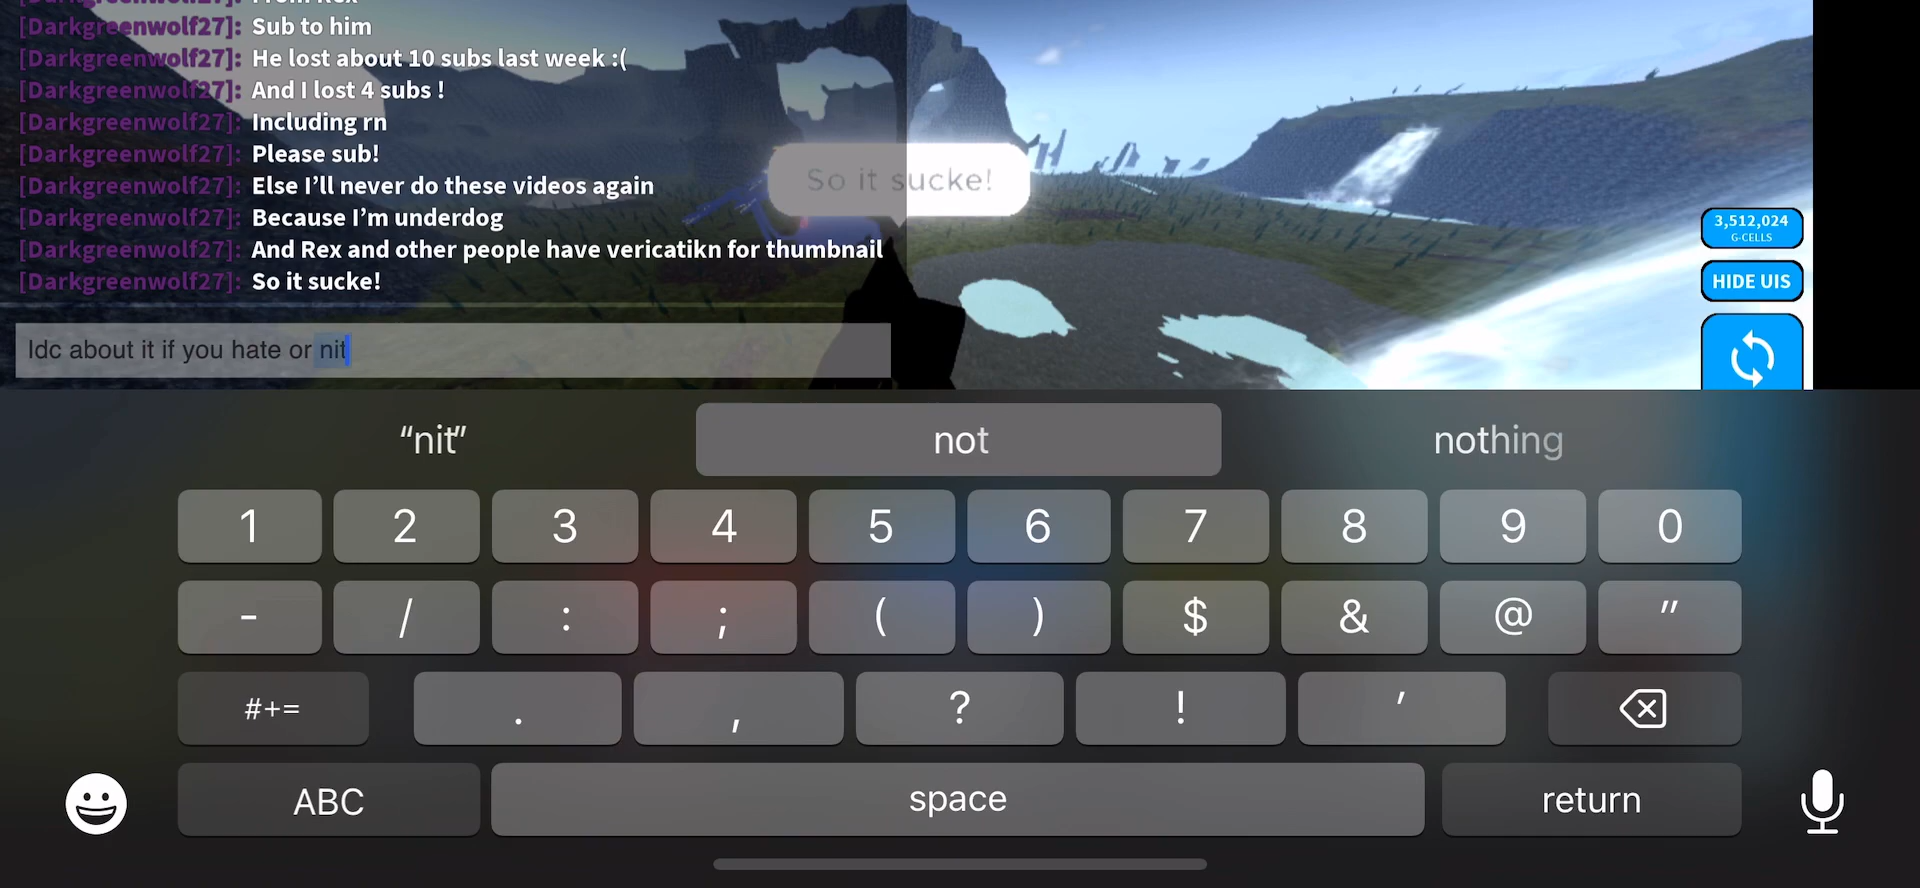 [Darkgreenwolf27]: Sub to him
[Darkgreenwolf27]: He lost about 10 subs last week :(
[Darkgreenwolf27]: And I lost 4 subs !
[Darkgreenwolf27]: Including rn
[Darkgreenwolf27]: Please sub!
[Darkgreenwolf27]: Else I’ll never do these videos again
[Darkgreenwolf27]: Because I’m underdog
[Darkgreenwolf27]: And Rex and other people have vericatikn for thumbnail
[Darkgreenwolf27]: So it sucke!
So it sucke!
3,512,024
G-CELLS
HIDE UIS
Idc about it if you hate or nit
“nit” not nothing
1 2 3 4 5 6 7 8 9 0
- / : ; ( ) $ & @ "
#+= . , ? ! '
ABC space return